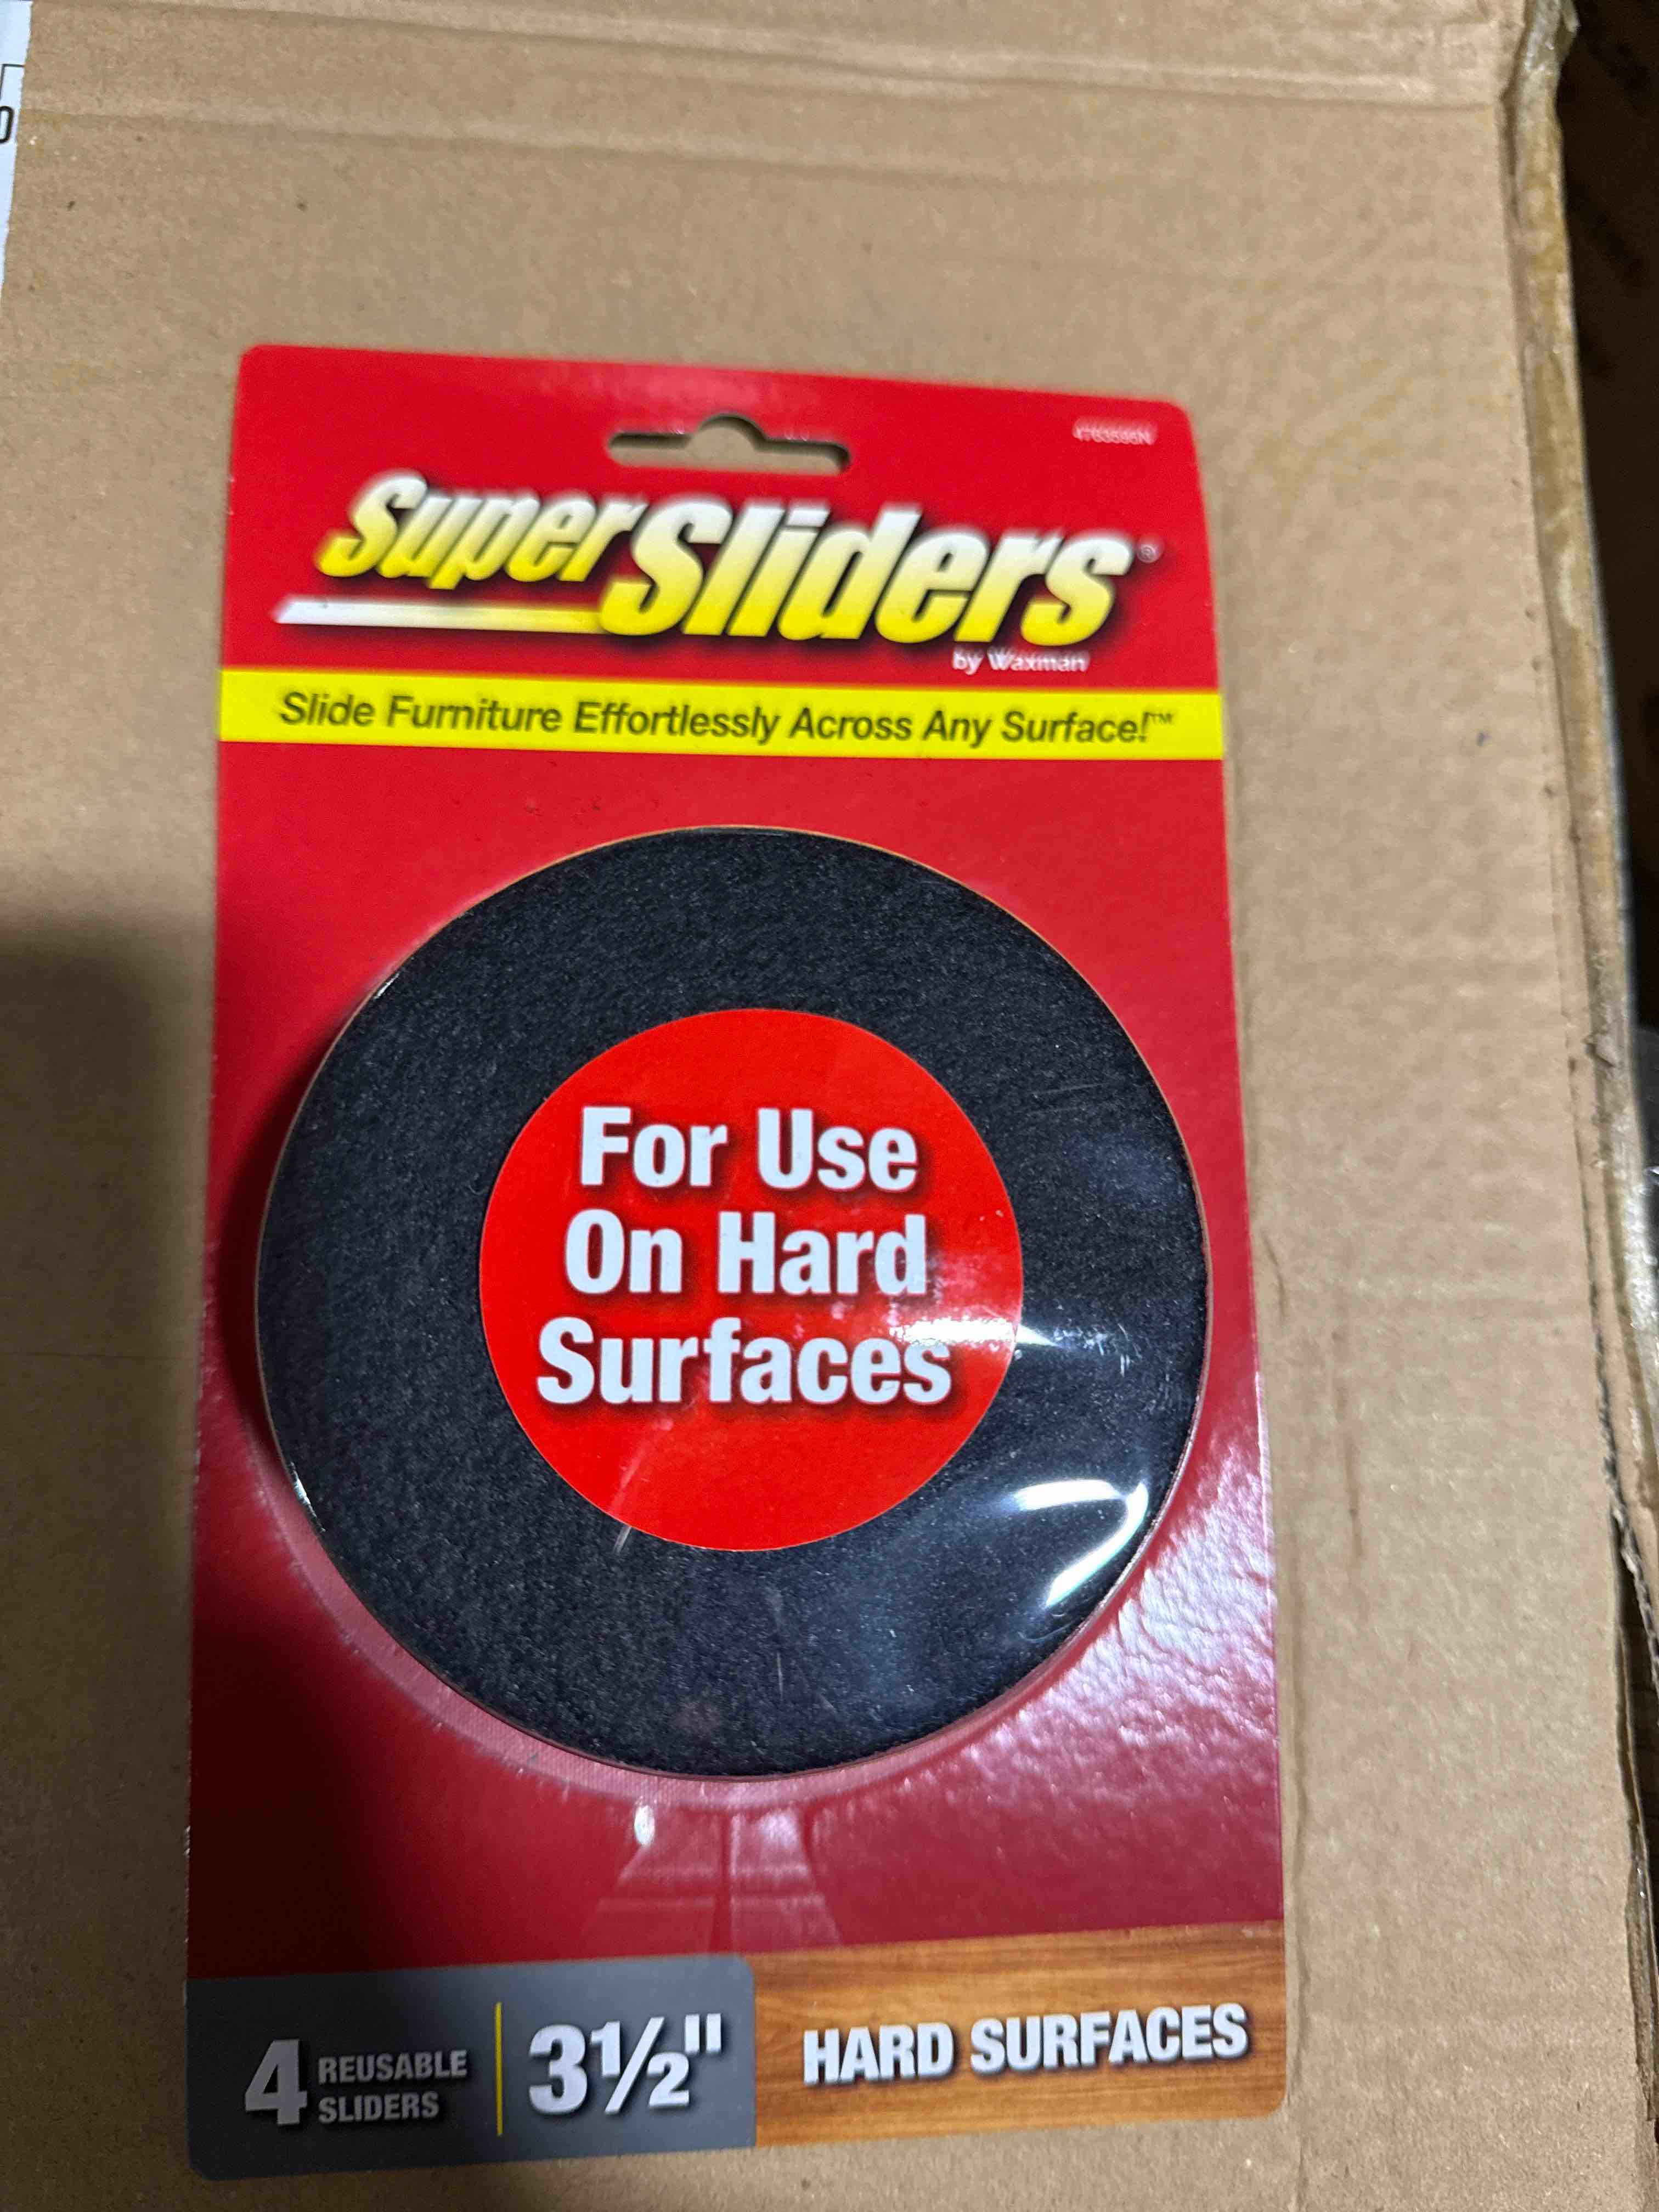 4703595N
SuperSliders®
by Waxman
Slide Furniture Effortlessly Across Any Surface!™
For Use
On Hard
Surfaces
4 REUSABLE
SLIDERS
3½"
HARD SURFACES